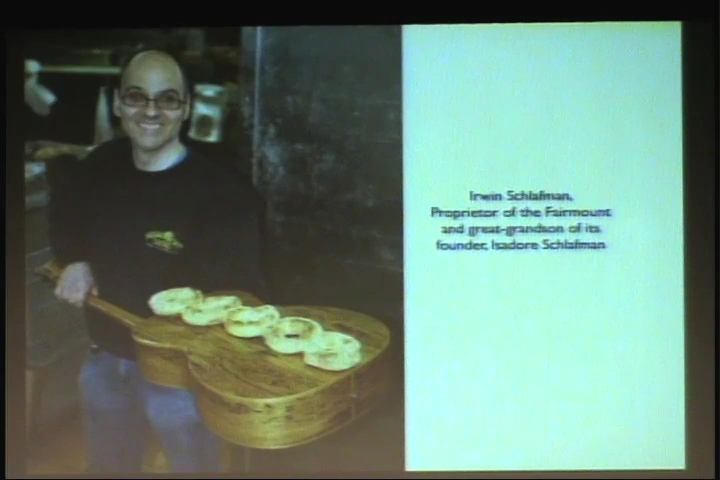 Irwin Schlafman,
Proprietor of the Fairmount
and great-grandson of its
founder, Isadore Schlafman